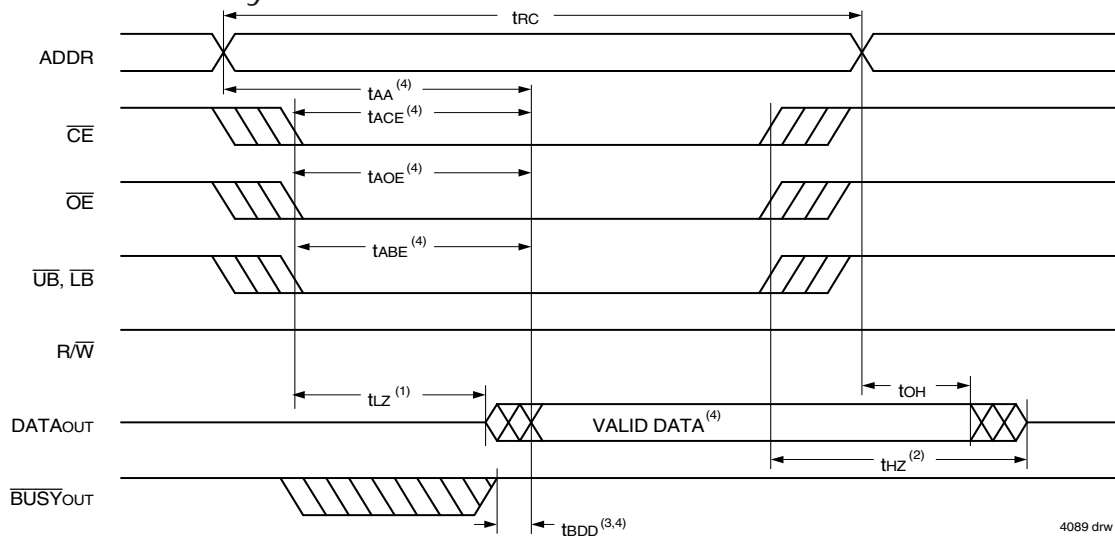 tRC
ADDR
tAA (4)
tACE (4)
CE
tAOE (4)
OE
tABE (4)
UB, LB
R/W
tLZ (1)
tOH
DATAOUT
VALID DATA (4)
tHZ (2)
BUSYOUT
tBDD (3,4)
4089 drw